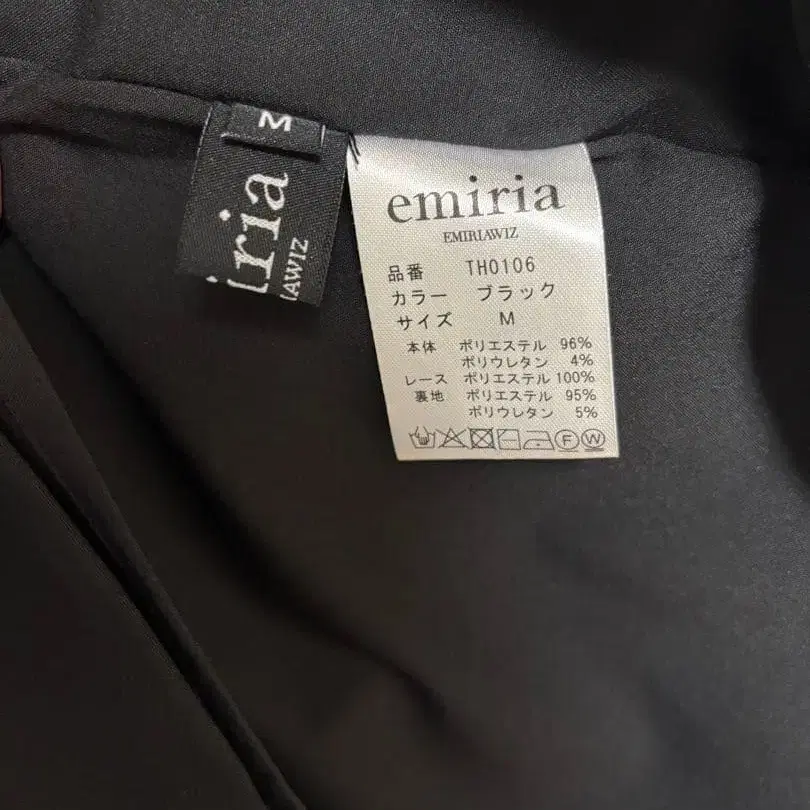 M
iria
AWIZ
emiria
EMIRIAWIZ
品番 TH0106
カラー ブラック
サイズ M
本体 ポリエステル 96%
ポリウレタン 4%
レース ポリエステル 100%
裏地 ポリエステル 95%
ポリウレタン 5%
F W